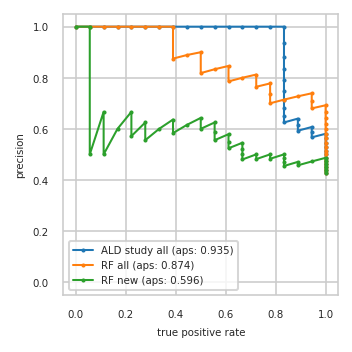 1.0
0.8
0.6
0.4
0.2
0.0
precision
ALD study all (aps: 0.935)
RF all (aps: 0.874)
RF new (aps: 0.596)
0.0 0.2 0.4 0.6 0.8 1.0
true positive rate